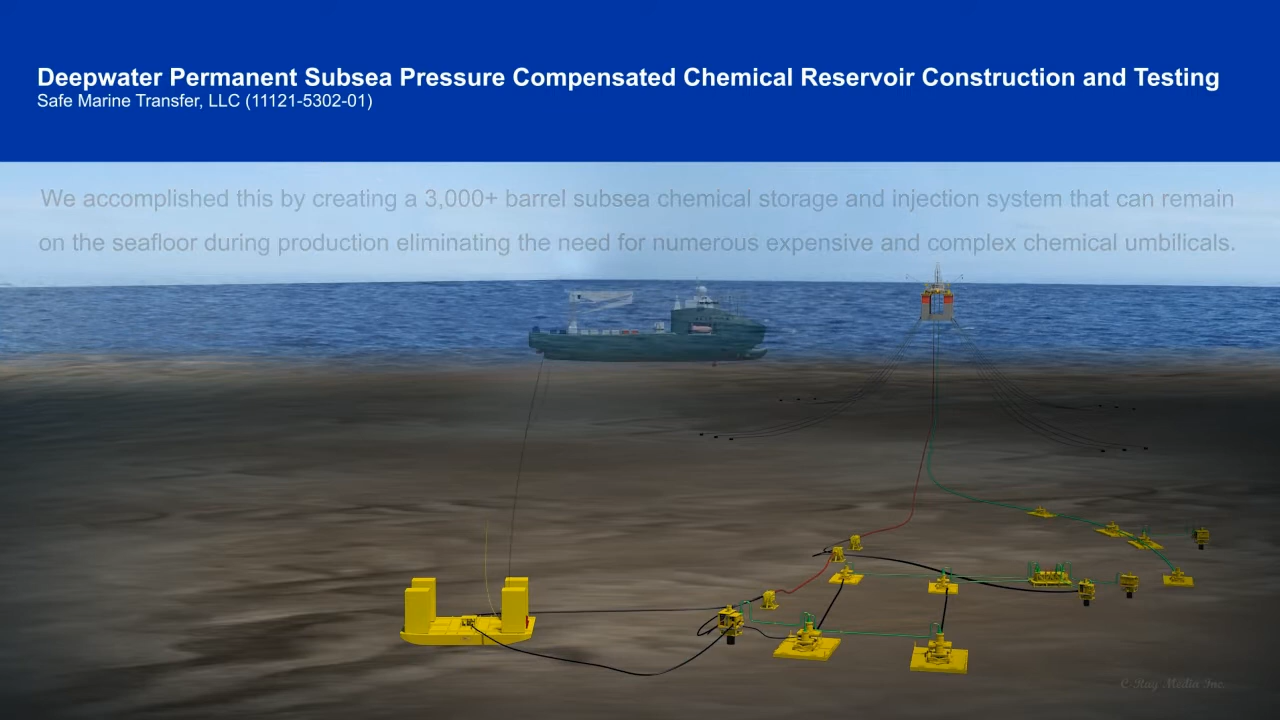 Deepwater Permanent Subsea Pressure Compensated Chemical Reservoir Construction and Testing
Safe Marine Transfer, LLC (11121-5302-01)
We accomplished this by creating a 3,000+ barrel subsea chemical storage and injection system that can remain
on the seafloor during production eliminating the need for numerous expensive and complex chemical umbilicals.
C-Ray Media Inc.